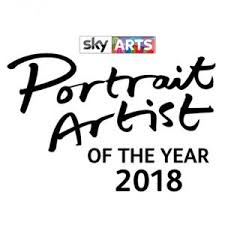 sky ARTS
Portrait
Artist
OF THE YEAR
2018